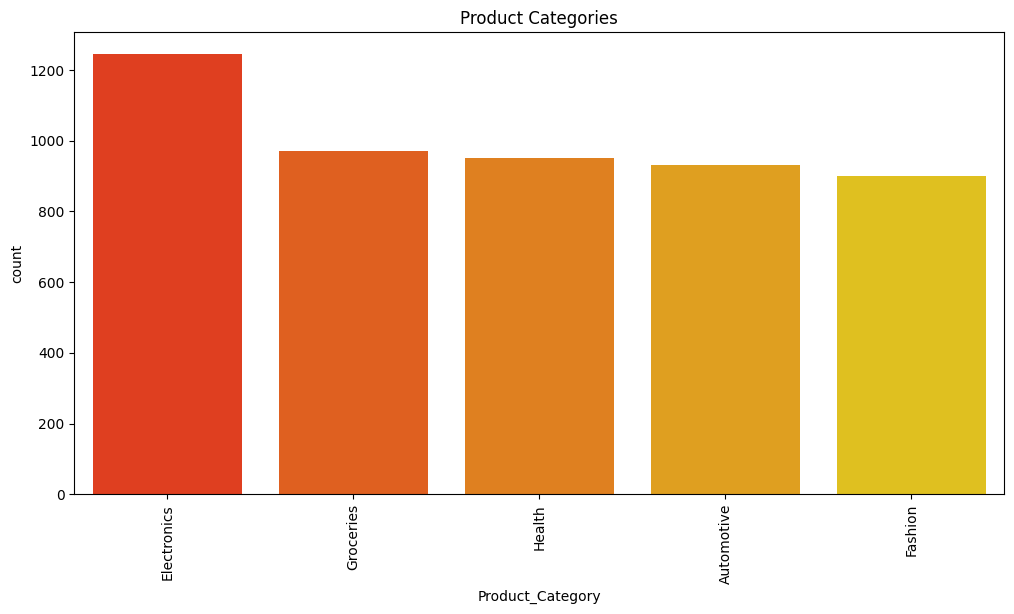 Product Categories
1200
1000
800
600
400
200
0
count
Electronics
Groceries
Health
Automotive
Fashion
Product_Category